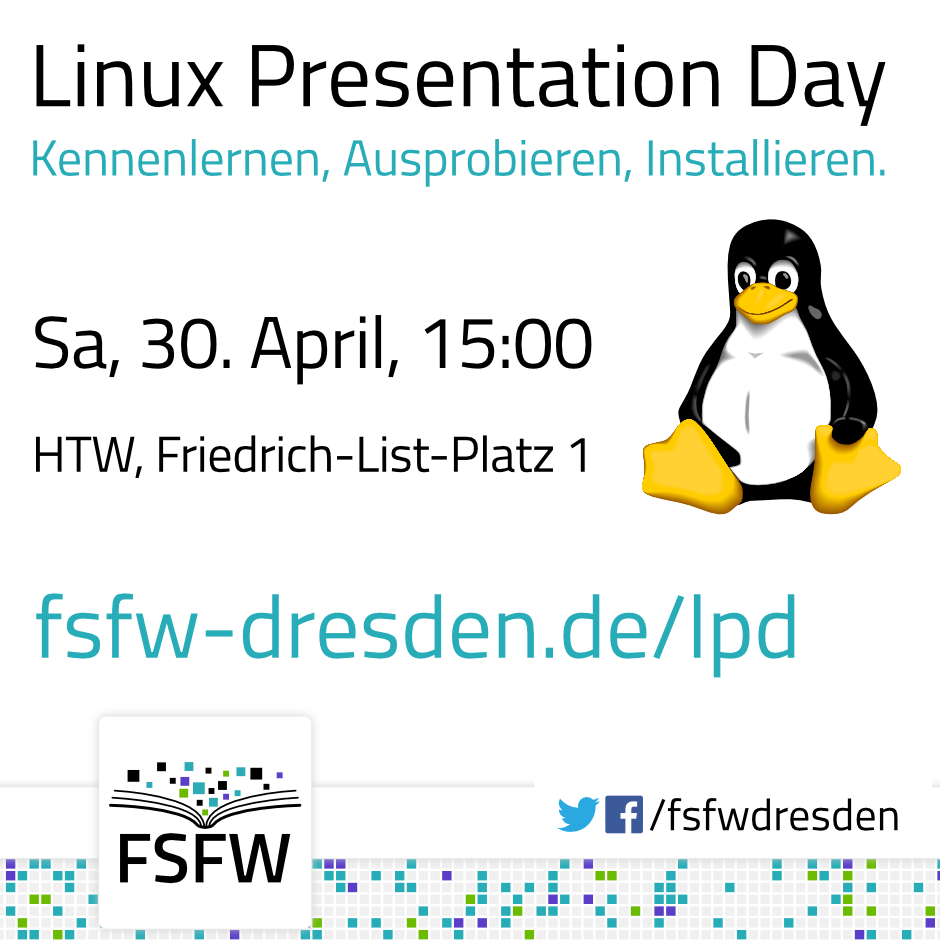 Linux Presentation Day
Kennenlernen, Ausprobieren, Installieren.
Sa, 30. April, 15:00
HTW, Friedrich-List-Platz 1
fsfw-dresden.de/lpd
FSFW
/fsfwdresden